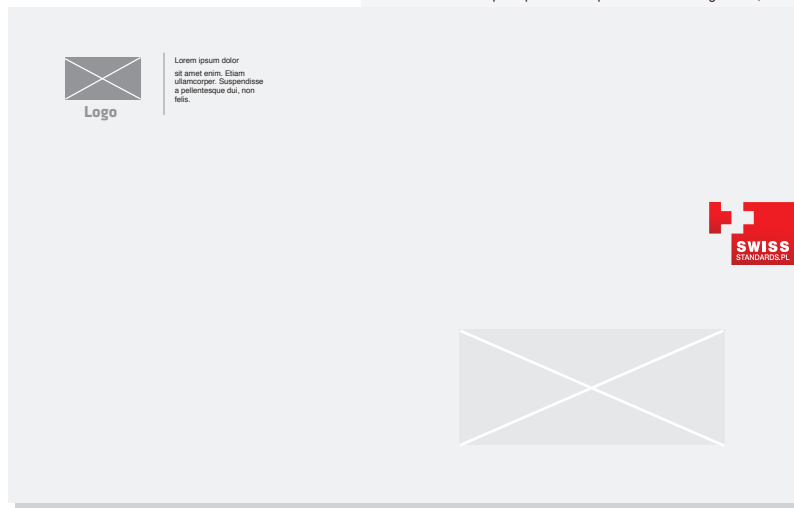 Lorem ipsum dolor
sit amet enim. Etiam
ullamcorper. Suspendisse
a pellentesque dui, non
felis.
Logo
SWISS
STANDARDS.PL